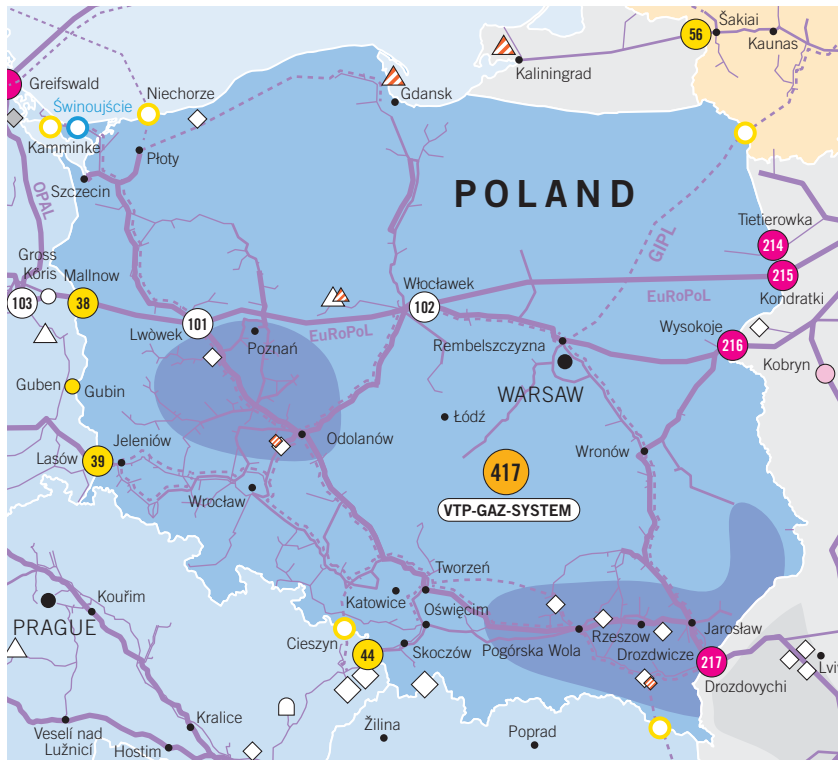 56
Šakiai
Kaunas
Kaliningrad
Greifswald
Niechorze
Gdansk
Świnoujście
Kamminke
Płoty
Szczecin
OPAL
POLAND
GIPL
Tietierowka
214
215
Kondratki
Gross
Köris
Mallnow
103
38
Włocławek
102
EuRoPoL
101
Lwòwek
EuRoPoL
Poznań
Wysokoje
216
Rembelszczyzna
Kobryn
WARSAW
Guben
Gubin
Łódź
Odolanów
Jeleniów
Lasów
39
Wronów
417
VTP-GAZ-SYSTEM
Wrocław
Tworzeń
Kouřim
Katowice
Oświęcim
PRAGUE
Cieszyn
44
Skoczów
Pogórska Wola
Rzeszow
Jarosław
Drozdwicze
217
Drozdovychi
Lvi
Kralice
Veselí nad
Lužnicí
Hostim
Žilina
Poprad